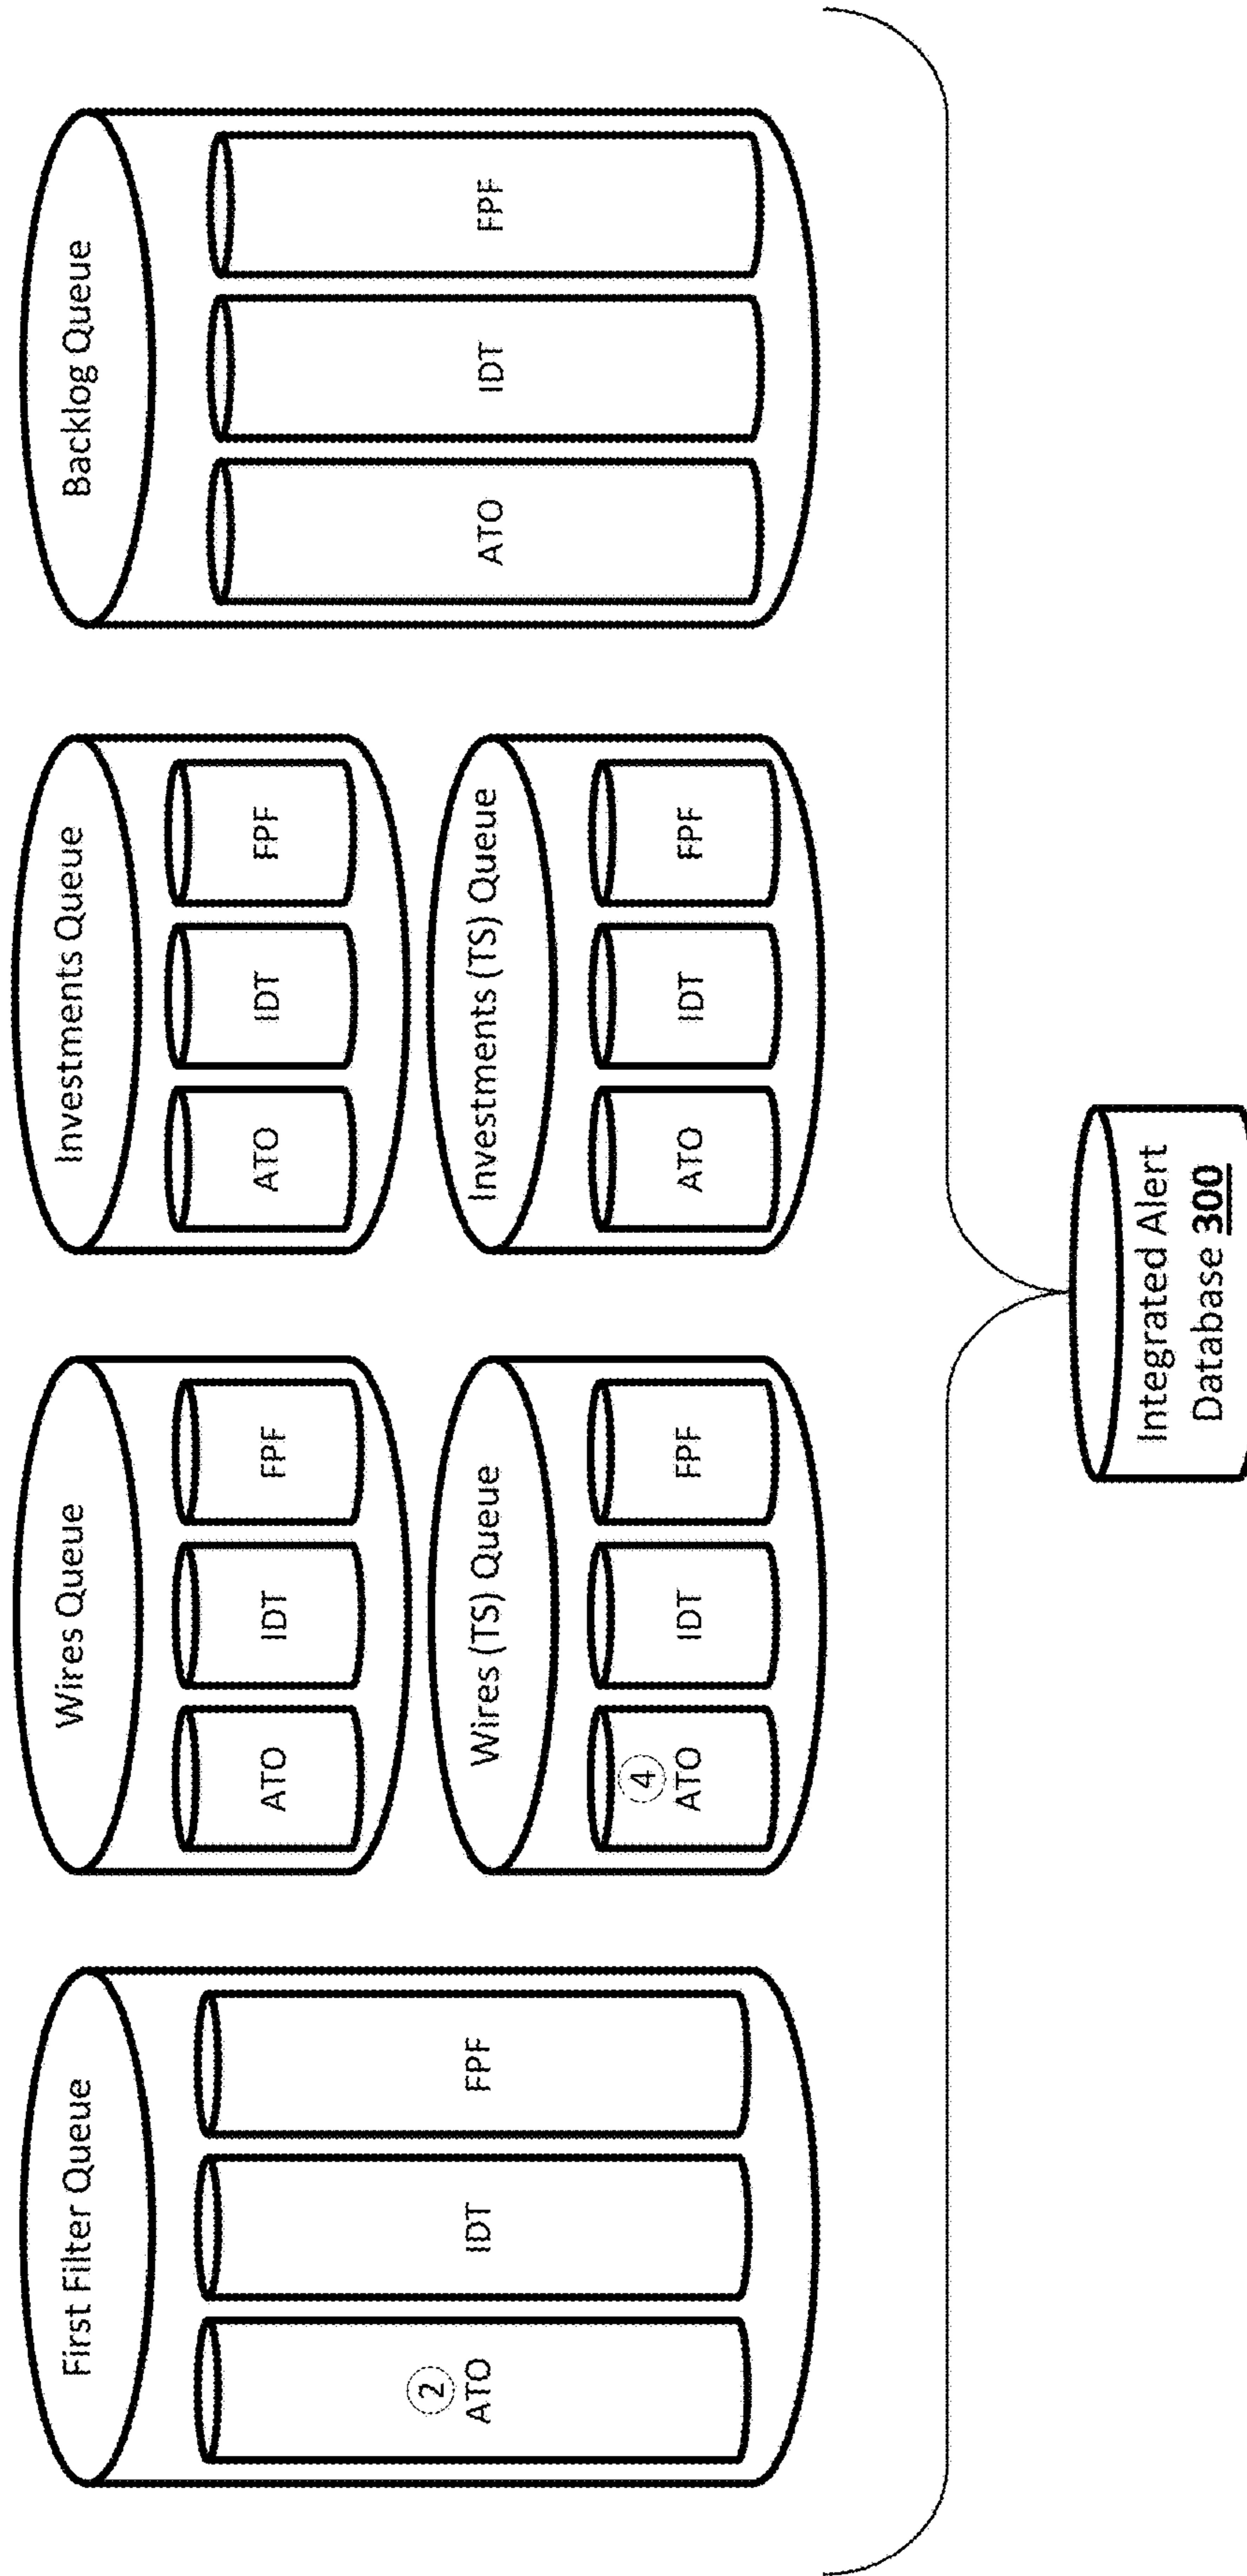 First Filter Queue
② ATO
IDT
FPF
Wires Queue
ATO
IDT
FPF
Wires (TS) Queue
④ ATO
IDT
FPF
Investments Queue
ATO
IDT
FPF
Investments (TS) Queue
ATO
IDT
FPF
Backlog Queue
ATO
IDT
FPF
Integrated Alert
Database 300